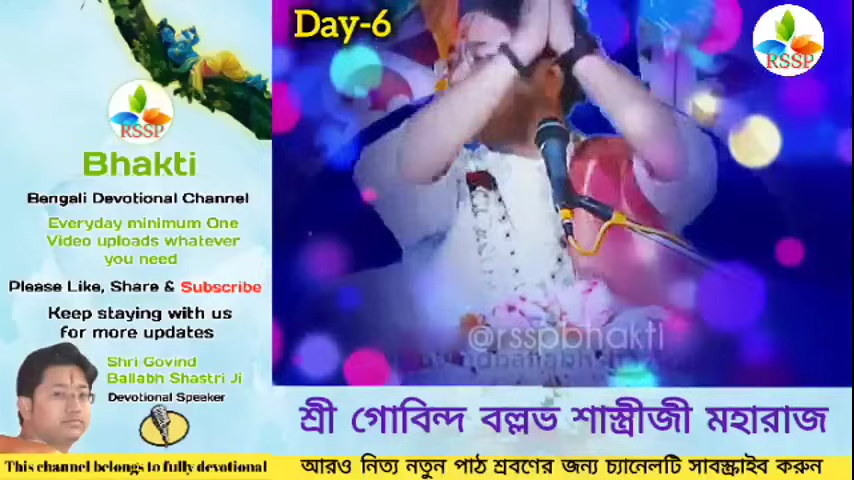 Day-6
RSSP
RSSP
Bhakti
Bengali Devotional Channel
Everyday minimum One
Video uploads whatever
you need
Please Like, Share & Subscribe
Keep staying with us
for more updates
Shri Govind
Ballabh Shastri Ji
Devotional Speaker
This channel belongs to fully devotional
@rsspbhakti
শ্রী গোবিন্দ বল্লভ শাস্ত্রীজী মহারাজ
আরও নিত্য নতুন পাঠ শ্রবণের জন্য চ্যানেলটি সাবস্ক্রাইব করুন